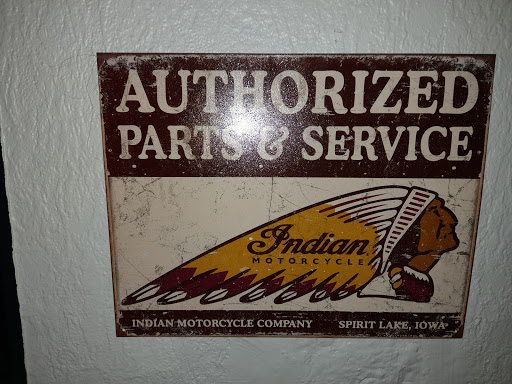 AUTHORIZED
PARTS & SERVICE
Indian
MOTORCYCLE
INDIAN MOTORCYCLE COMPANY SPIRIT LAKE, IOWA